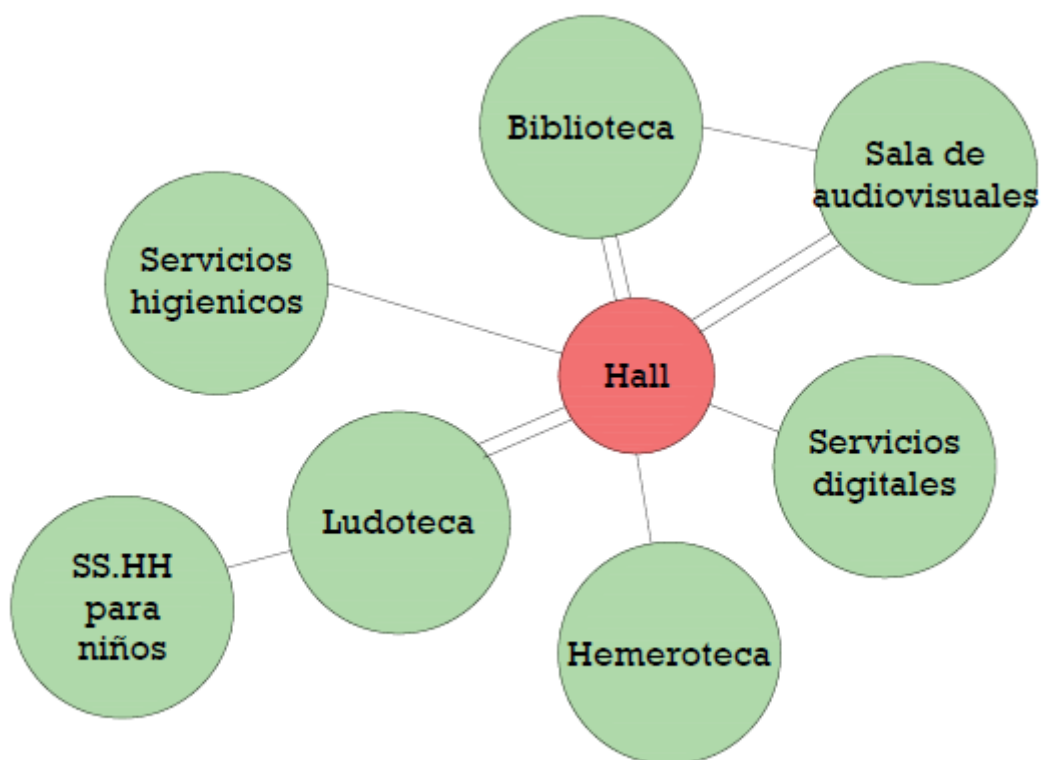 Biblioteca
Sala de
audiovisuales
Servicios
higienicos
Hall
Servicios
digitales
Ludoteca
SS.HH
para
niños
Hemeroteca